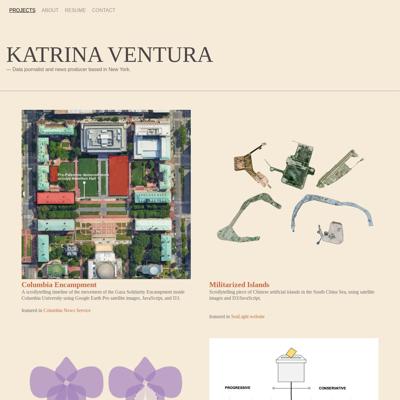 PROJECTS ABOUT RESUME CONTACT
KATRINA VENTURA
— Data journalist and news producer based in New York.
Pro-Palestine demonstrators
occupy Hamilton Hall
Columbia Encampment
A scrollytelling timeline of the movement of the Gaza Solidarity Encampment inside
Columbia University using Google Earth Pro satellite images, JavaScript, and D3.
featured in Columbia News Service
Militarized Islands
Scrollytelling piece of Chinese artificial islands in the South China Sea, using satellite
images and D3/JavaScript.
featured in SeaLight website
PROGRESSIVE CONSERVATIVE